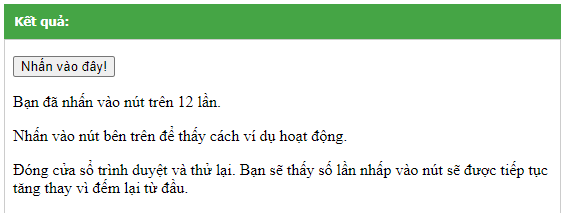 Kết quả:
Nhấn vào đây!
Bạn đã nhấn vào nút trên 12 lần.
Nhấn vào nút bên trên để thấy cách ví dụ hoạt động.
Đóng cửa sổ trình duyệt và thử lại. Bạn sẽ thấy số lần nhấp vào nút sẽ được tiếp tục
tăng thay vì đếm lại từ đầu.